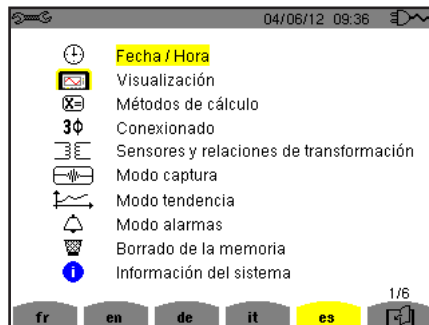 04/06/12 09:36
Fecha / Hora
Visualización
X= Métodos de cálculo
3Φ Conexionado
Sensores y relaciones de transformación
Modo captura
Modo tendencia
Modo alarmas
Borrado de la memoria
i Información del sistema
1/6
fr en de it es